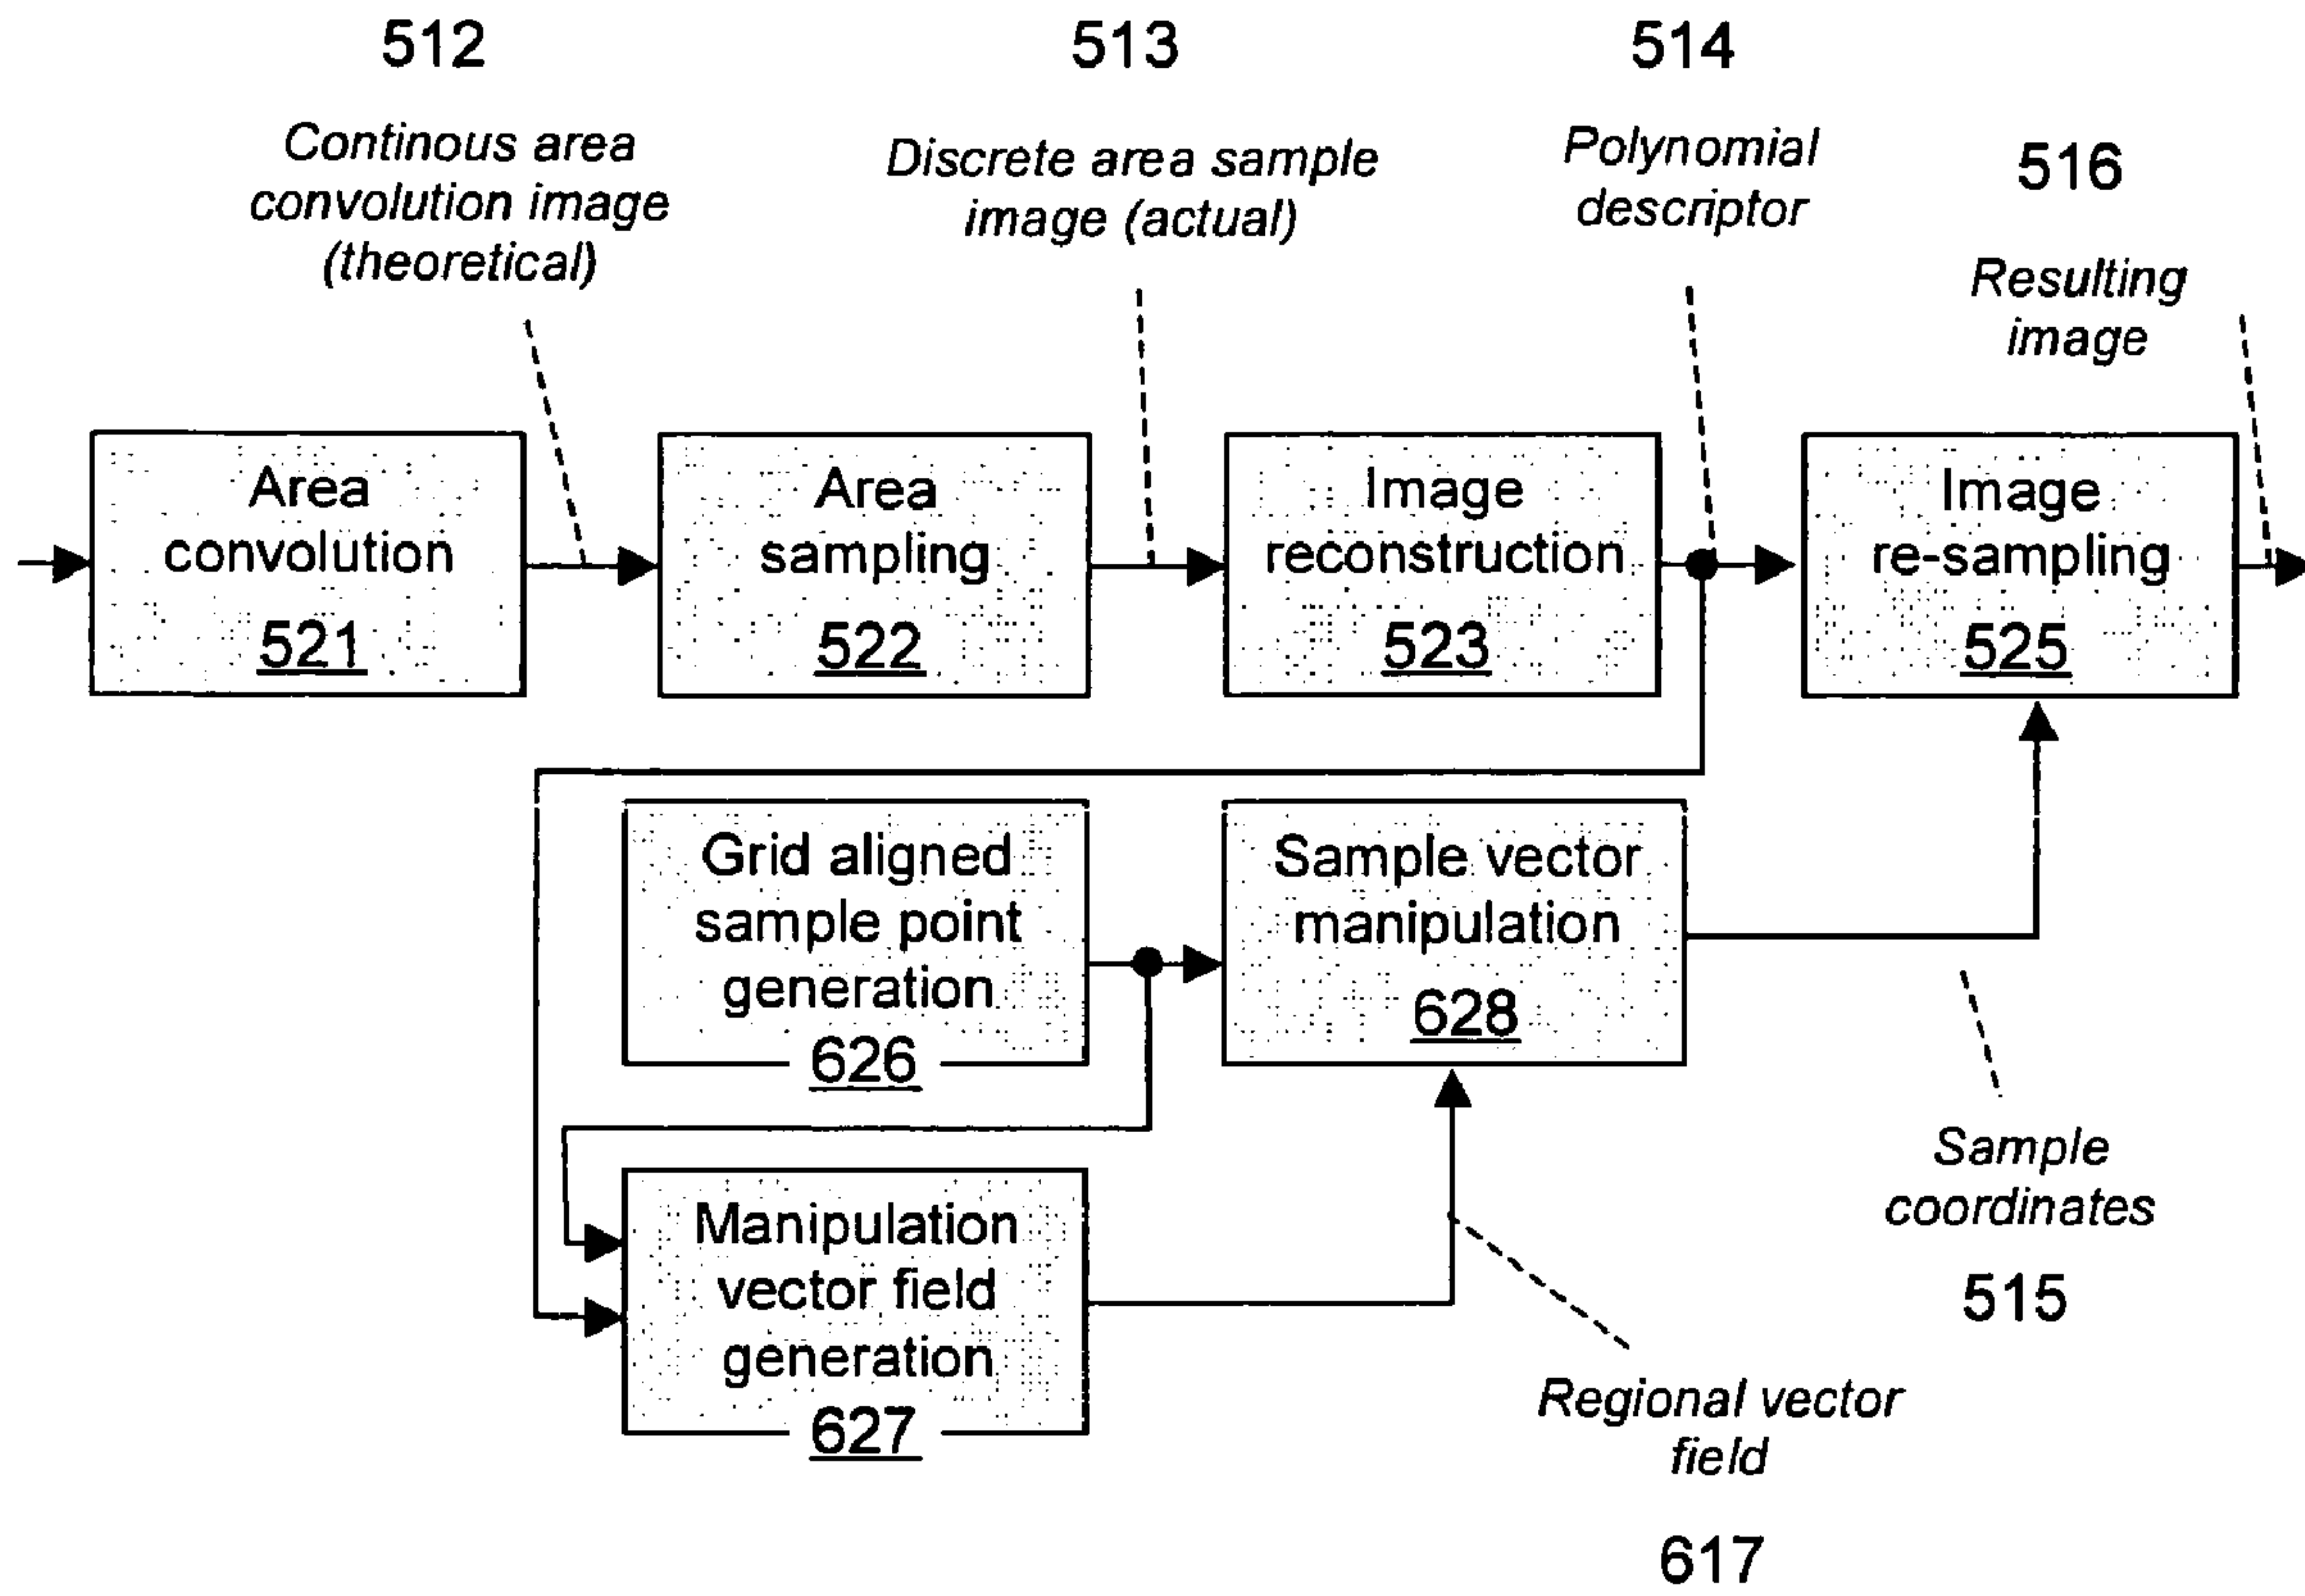 512
Continous area
convolution image
(theoretical)
513
Discrete area sample
image (actual)
514
Polynomial
descriptor
516
Resulting
image
Area
convolution
521
Area
sampling
522
Image
reconstruction
523
Image
re-sampling
525
Grid aligned
sample point
generation
626
Sample vector
manipulation
628
Manipulation
vector field
generation
627
Sample
coordinates
515
Regional vector
field
617